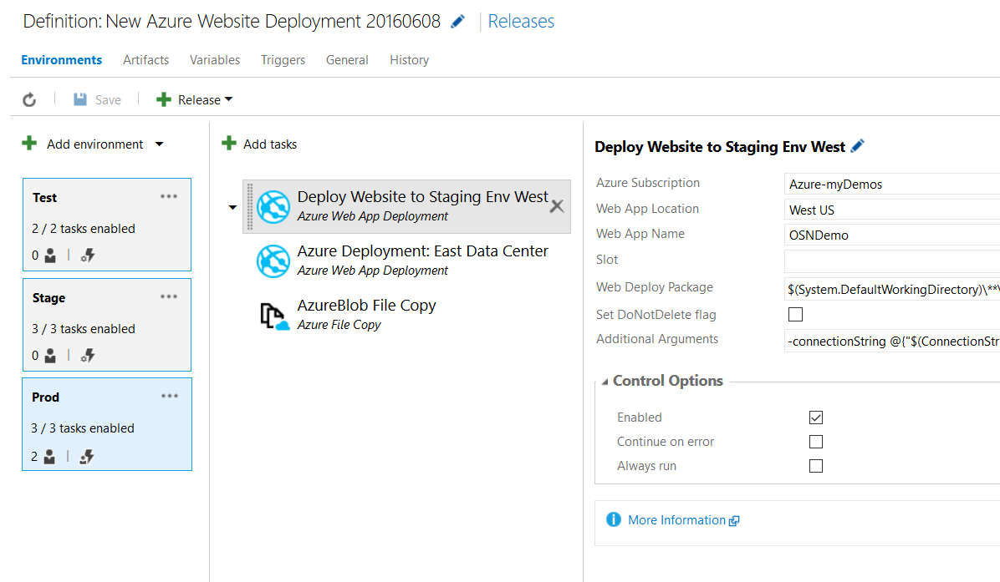 Definition: New Azure Website Deployment 20160608 Releases
Environments Artifacts Variables Triggers General History
Save Release
Add environment
Test
2 / 2 tasks enabled
0
Stage
3 / 3 tasks enabled
0
Prod
3 / 3 tasks enabled
2
Add tasks
Deploy Website to Staging Env West
Azure Web App Deployment
Azure Deployment: East Data Center
Azure Web App Deployment
AzureBlob File Copy
Azure File Copy
Deploy Website to Staging Env West
Azure Subscription Azure-myDemos
Web App Location West US
Web App Name OSNDemo
Slot
Web Deploy Package $(System.DefaultWorkingDirectory)\**\
Set DoNotDelete flag
Additional Arguments -connectionString @{"$(ConnectionStr
Control Options
Enabled
Continue on error
Always run
More Information